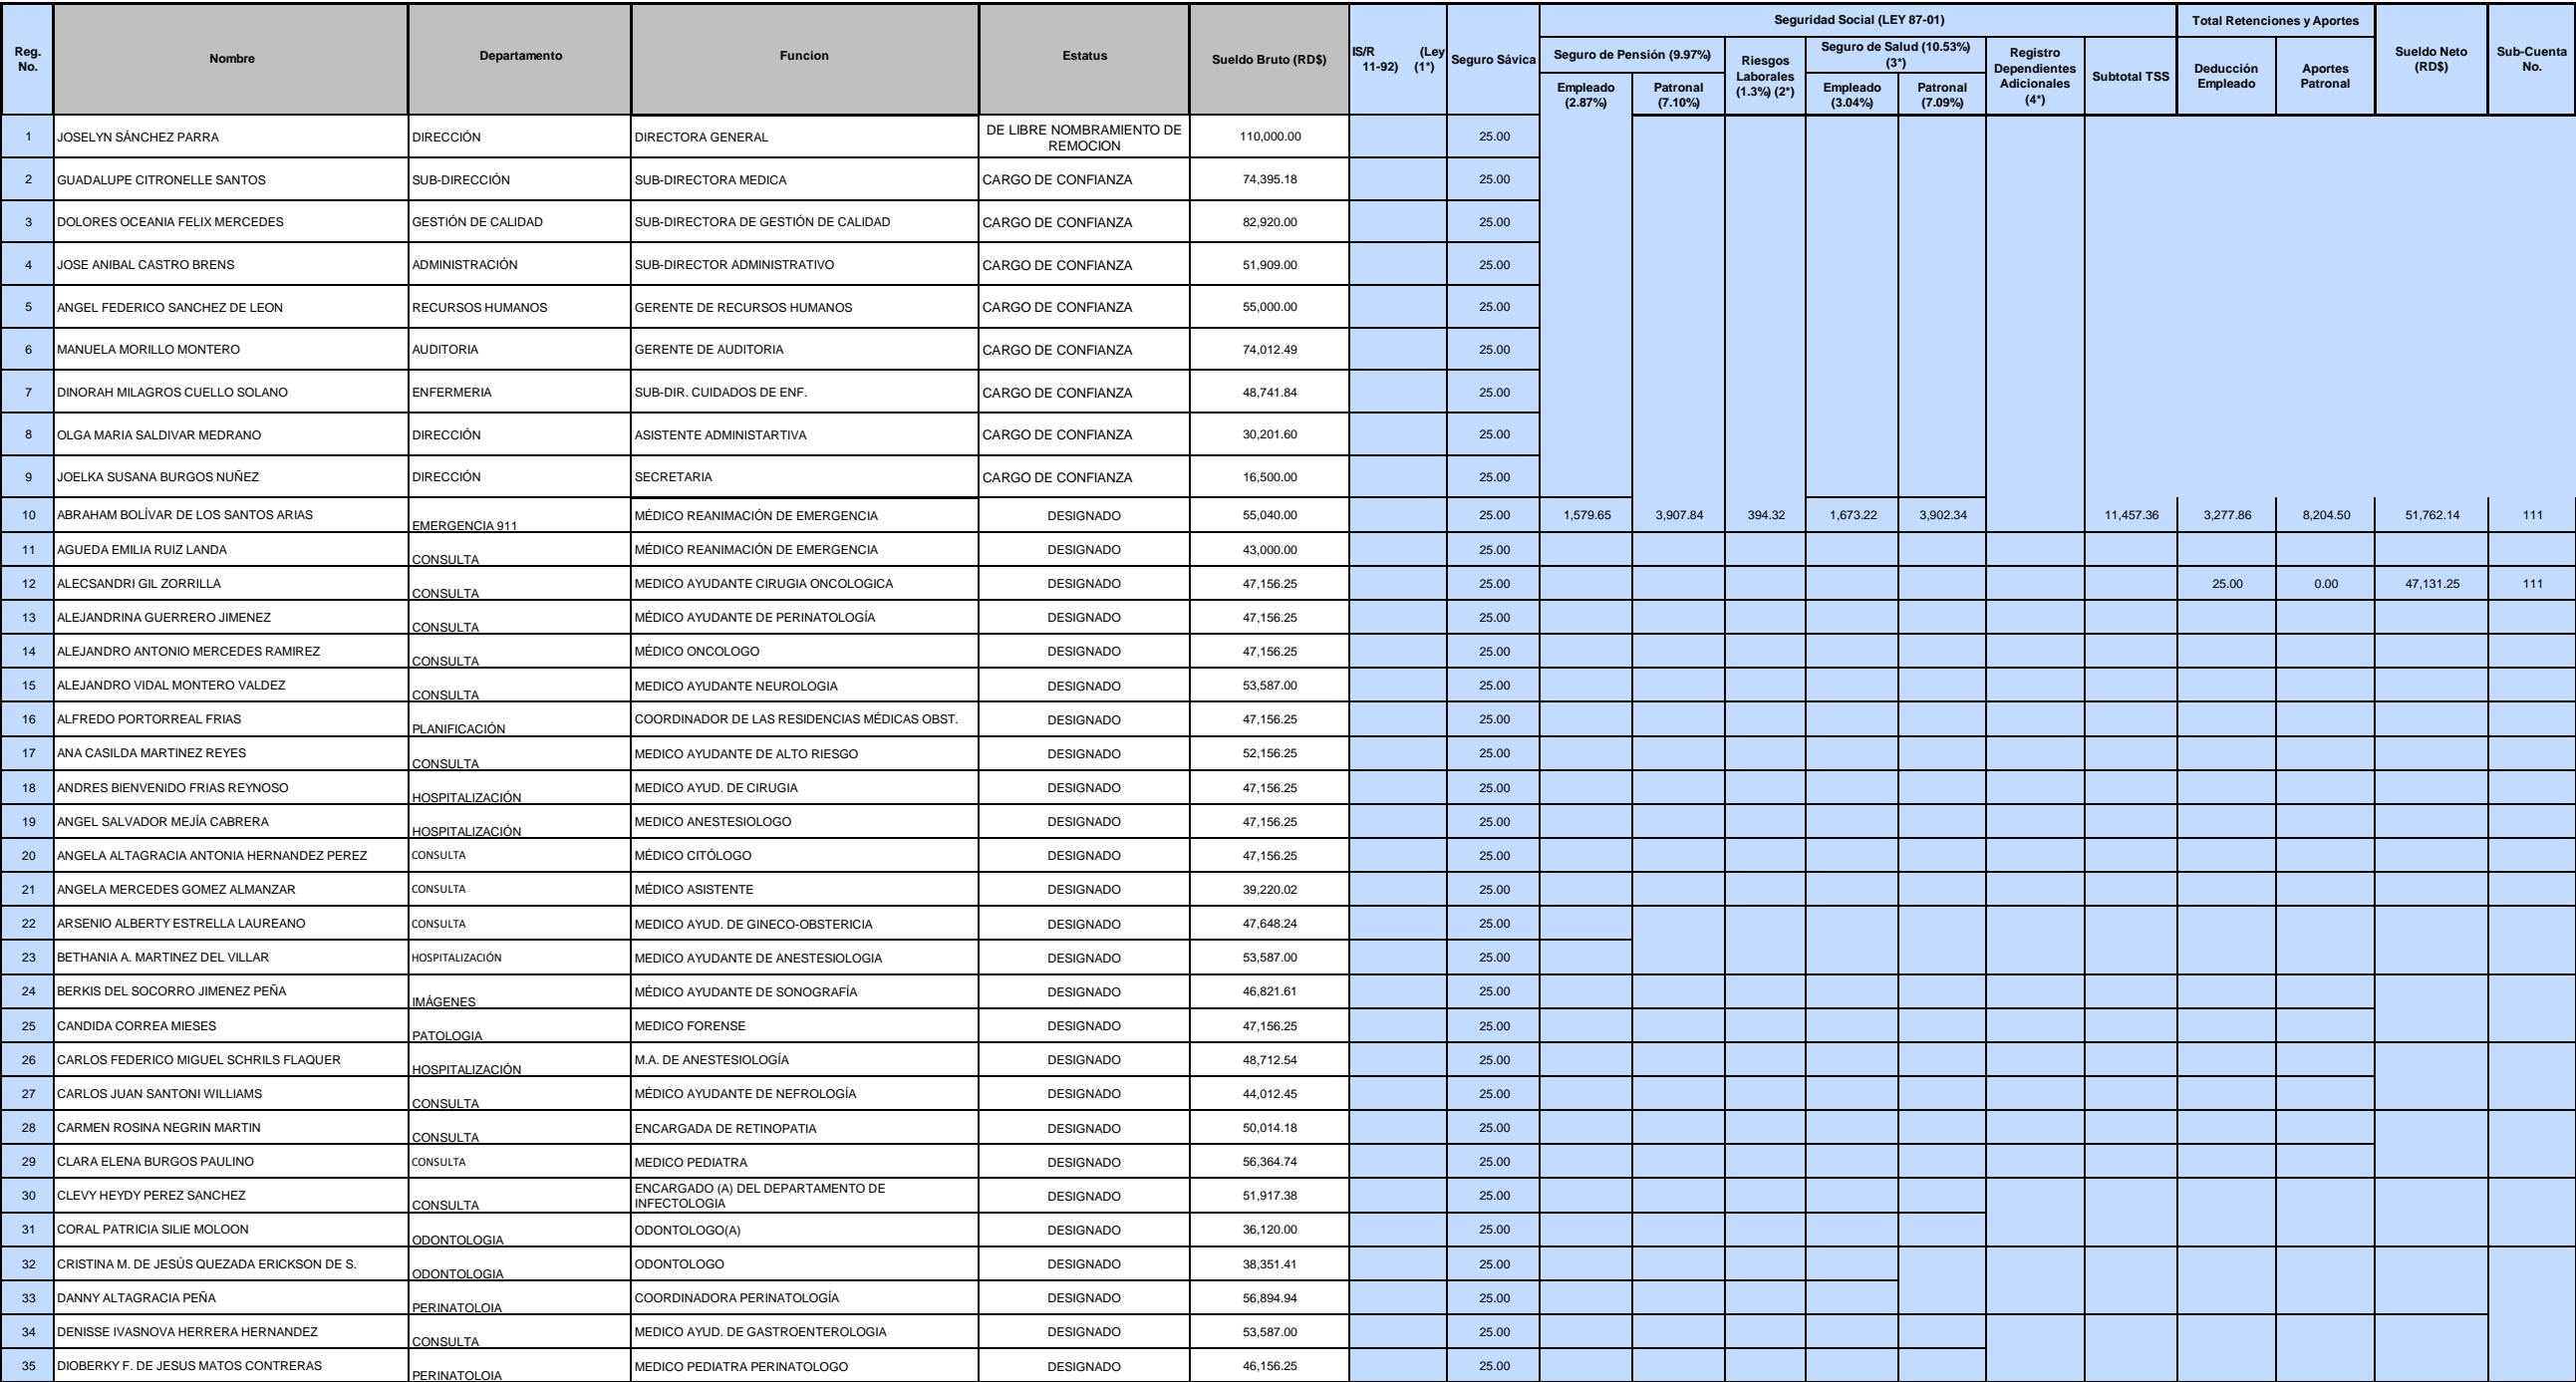 Reg. No. Nombre Departamento Funcion Estatus Sueldo Bruto (RD$) IS/R (Ley 11-92) (1*) Seguro Sávica Seguridad Social (LEY 87-01) Total Retenciones y Aportes Sueldo Neto (RD$) Sub-Cuenta No.
Seguro de Pensión (9.97%) Riesgos Laborales (1.3%) (2*) Seguro de Salud (10.53%) (3*) Registro Dependientes Adicionales (4*) Subtotal TSS Deducción Empleado Aportes Patronal
Empleado (2.87%) Patronal (7.10%) Empleado (3.04%) Patronal (7.09%)
1 JOSELYN SÁNCHEZ PARRA DIRECCIÓN DIRECTORA GENERAL DE LIBRE NOMBRAMIENTO DE REMOCION 110,000.00 25.00
2 GUADALUPE CITRONELLE SANTOS SUB-DIRECCIÓN SUB-DIRECTORA MEDICA CARGO DE CONFIANZA 74,395.18 25.00
3 DOLORES OCEANIA FELIX MERCEDES GESTIÓN DE CALIDAD SUB-DIRECTORA DE GESTIÓN DE CALIDAD CARGO DE CONFIANZA 82,920.00 25.00
4 JOSE ANIBAL CASTRO BRENS ADMINISTRACIÓN SUB-DIRECTOR ADMINISTRATIVO CARGO DE CONFIANZA 51,909.00 25.00
5 ANGEL FEDERICO SANCHEZ DE LEON RECURSOS HUMANOS GERENTE DE RECURSOS HUMANOS CARGO DE CONFIANZA 55,000.00 25.00
6 MANUELA MORILLO MONTERO AUDITORIA GERENTE DE AUDITORIA CARGO DE CONFIANZA 74,012.49 25.00
7 DINORAH MILAGROS CUELLO SOLANO ENFERMERIA SUB-DIR. CUIDADOS DE ENF. CARGO DE CONFIANZA 48,741.84 25.00
8 OLGA MARIA SALDIVAR MEDRANO DIRECCIÓN ASISTENTE ADMINISTARTIVA CARGO DE CONFIANZA 30,201.60 25.00
9 JOELKA SUSANA BURGOS NUÑEZ DIRECCIÓN SECRETARIA CARGO DE CONFIANZA 16,500.00 25.00
10 ABRAHAM BOLÍVAR DE LOS SANTOS ARIAS EMERGENCIA 911 MÉDICO REANIMACIÓN DE EMERGENCIA DESIGNADO 55,040.00 25.00 1,579.65 3,907.84 394.32 1,673.22 3,902.34 11,457.36 3,277.86 8,204.50 51,762.14 111
11 AGUEDA EMILIA RUIZ LANDA CONSULTA MÉDICO REANIMACIÓN DE EMERGENCIA DESIGNADO 43,000.00 25.00
12 ALECSANDRI GIL ZORRILLA CONSULTA MEDICO AYUDANTE CIRUGIA ONCOLOGICA DESIGNADO 47,156.25 25.00 25.00 0.00 47,131.25 111
13 ALEJANDRINA GUERRERO JIMENEZ CONSULTA MÉDICO AYUDANTE DE PERINATOLOGÍA DESIGNADO 47,156.25 25.00
14 ALEJANDRO ANTONIO MERCEDES RAMIREZ CONSULTA MÉDICO ONCOLOGO DESIGNADO 47,156.25 25.00
15 ALEJANDRO VIDAL MONTERO VALDEZ CONSULTA MEDICO AYUDANTE NEUROLOGIA DESIGNADO 53,587.00 25.00
16 ALFREDO PORTORREAL FRIAS PLANIFICACIÓN COORDINADOR DE LAS RESIDENCIAS MÉDICAS OBST. DESIGNADO 47,156.25 25.00
17 ANA CASILDA MARTINEZ REYES CONSULTA MEDICO AYUDANTE DE ALTO RIESGO DESIGNADO 52,156.25 25.00
18 ANDRES BIENVENIDO FRIAS REYNOSO HOSPITALIZACIÓN MEDICO AYUD. DE CIRUGIA DESIGNADO 47,156.25 25.00
19 ANGEL SALVADOR MEJÍA CABRERA HOSPITALIZACIÓN MEDICO ANESTESIOLOGO DESIGNADO 47,156.25 25.00
20 ANGELA ALTAGRACIA ANTONIA HERNANDEZ PEREZ CONSULTA MÉDICO CITÓLOGO DESIGNADO 47,156.25 25.00
21 ANGELA MERCEDES GOMEZ ALMANZAR CONSULTA MÉDICO ASISTENTE DESIGNADO 39,220.02 25.00
22 ARSENIO ALBERTY ESTRELLA LAUREANO CONSULTA MEDICO AYUD. DE GINECO-OBSTERICIA DESIGNADO 47,648.24 25.00
23 BETHANIA A. MARTINEZ DEL VILLAR HOSPITALIZACIÓN MEDICO AYUDANTE DE ANESTESIOLOGIA DESIGNADO 53,587.00 25.00
24 BERKIS DEL SOCORRO JIMENEZ PEÑA IMÁGENES MÉDICO AYUDANTE DE SONOGRAFÍA DESIGNADO 46,821.61 25.00
25 CANDIDA CORREA MIESES PATOLOGIA MEDICO FORENSE DESIGNADO 47,156.25 25.00
26 CARLOS FEDERICO MIGUEL SCHRILS FLAQUER HOSPITALIZACIÓN M.A. DE ANESTESIOLOGÍA DESIGNADO 48,712.54 25.00
27 CARLOS JUAN SANTONI WILLIAMS CONSULTA MÉDICO AYUDANTE DE NEFROLOGÍA DESIGNADO 44,012.45 25.00
28 CARMEN ROSINA NEGRIN MARTIN CONSULTA ENCARGADA DE RETINOPATIA DESIGNADO 50,014.18 25.00
29 CLARA ELENA BURGOS PAULINO CONSULTA MEDICO PEDIATRA DESIGNADO 56,364.74 25.00
30 CLEVY HEYDY PEREZ SANCHEZ CONSULTA ENCARGADO (A) DEL DEPARTAMENTO DE INFECTOLOGIA DESIGNADO 51,917.38 25.00
31 CORAL PATRICIA SILIE MOLOON ODONTOLOGIA ODONTOLOGO(A) DESIGNADO 36,120.00 25.00
32 CRISTINA M. DE JESÚS QUEZADA ERICKSON DE S. ODONTOLOGIA ODONTOLOGO DESIGNADO 38,351.41 25.00
33 DANNY ALTAGRACIA PEÑA PERINATOLOIA COORDINADORA PERINATOLOGÍA DESIGNADO 56,894.94 25.00
34 DENISSE IVASNOVA HERRERA HERNANDEZ CONSULTA MEDICO AYUD. DE GASTROENTEROLOGIA DESIGNADO 53,587.00 25.00
35 DIOBERKY F. DE JESUS MATOS CONTRERAS PERINATOLOIA MEDICO PEDIATRA PERINATOLOGO DESIGNADO 46,156.25 25.00